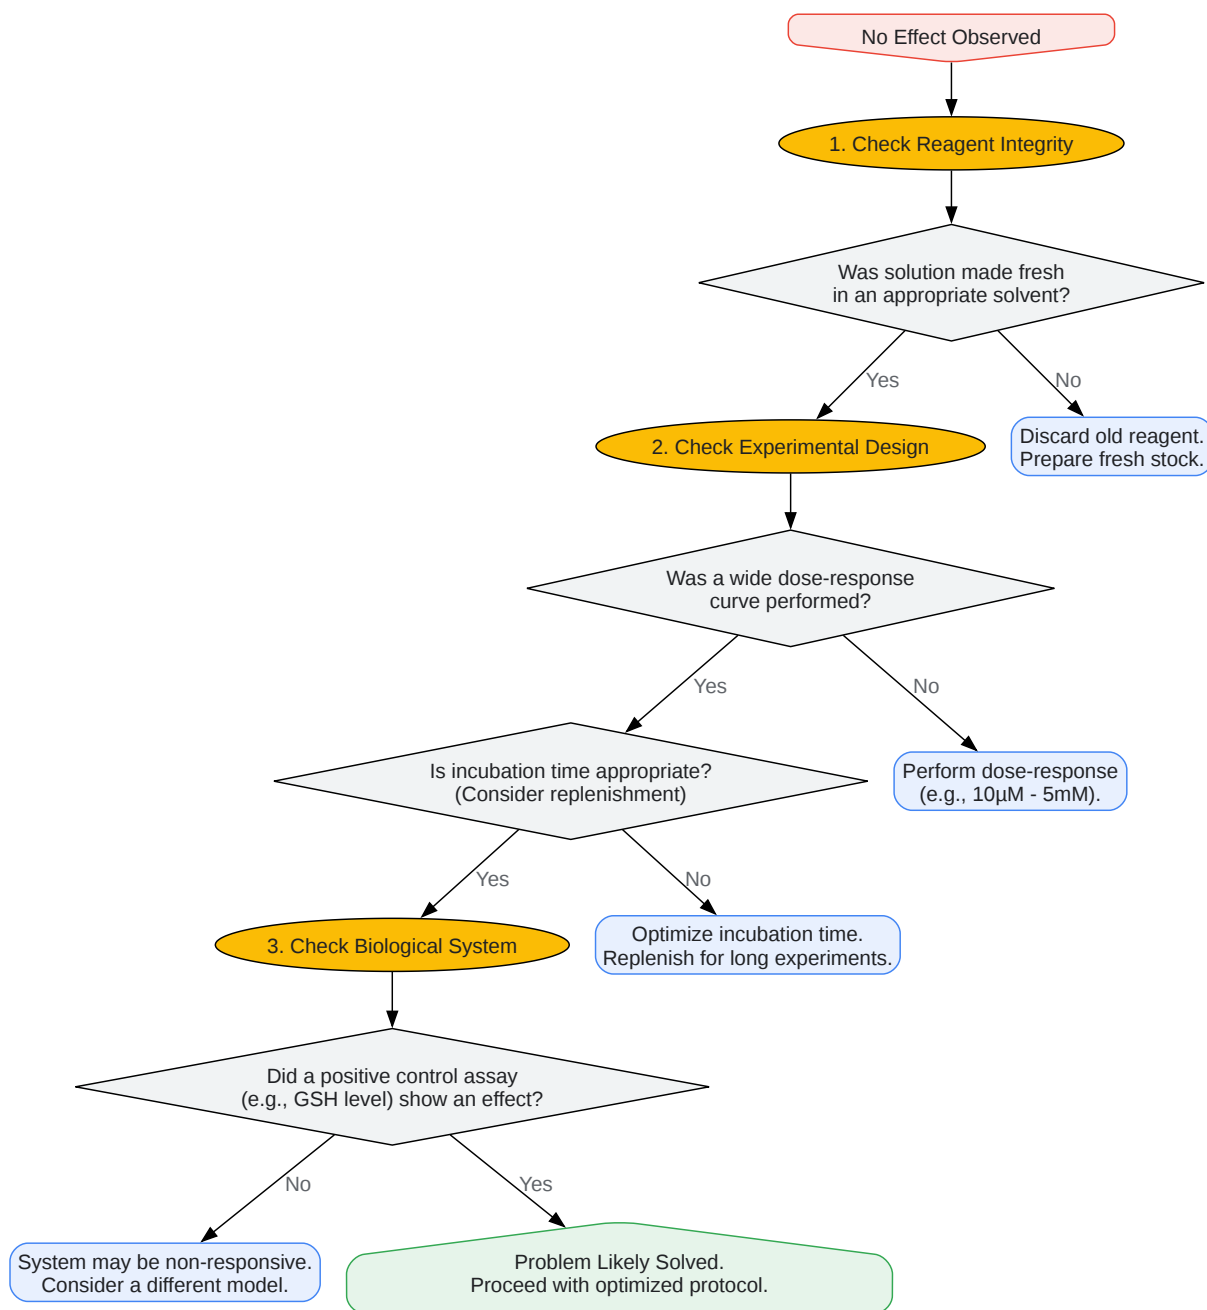 No Effect Observed
1. Check Reagent Integrity
Was solution made fresh
in an appropriate solvent?
Yes
No
2. Check Experimental Design
Discard old reagent.
Prepare fresh stock.
Was a wide dose-response
curve performed?
Yes
No
Is incubation time appropriate?
(Consider replenishment)
Perform dose-response
(e.g., 10µM - 5mM).
Yes
No
3. Check Biological System
Optimize incubation time.
Replenish for long experiments.
Did a positive control assay
(e.g., GSH level) show an effect?
No
Yes
System may be non-responsive.
Consider a different model.
Problem Likely Solved.
Proceed with optimized protocol.